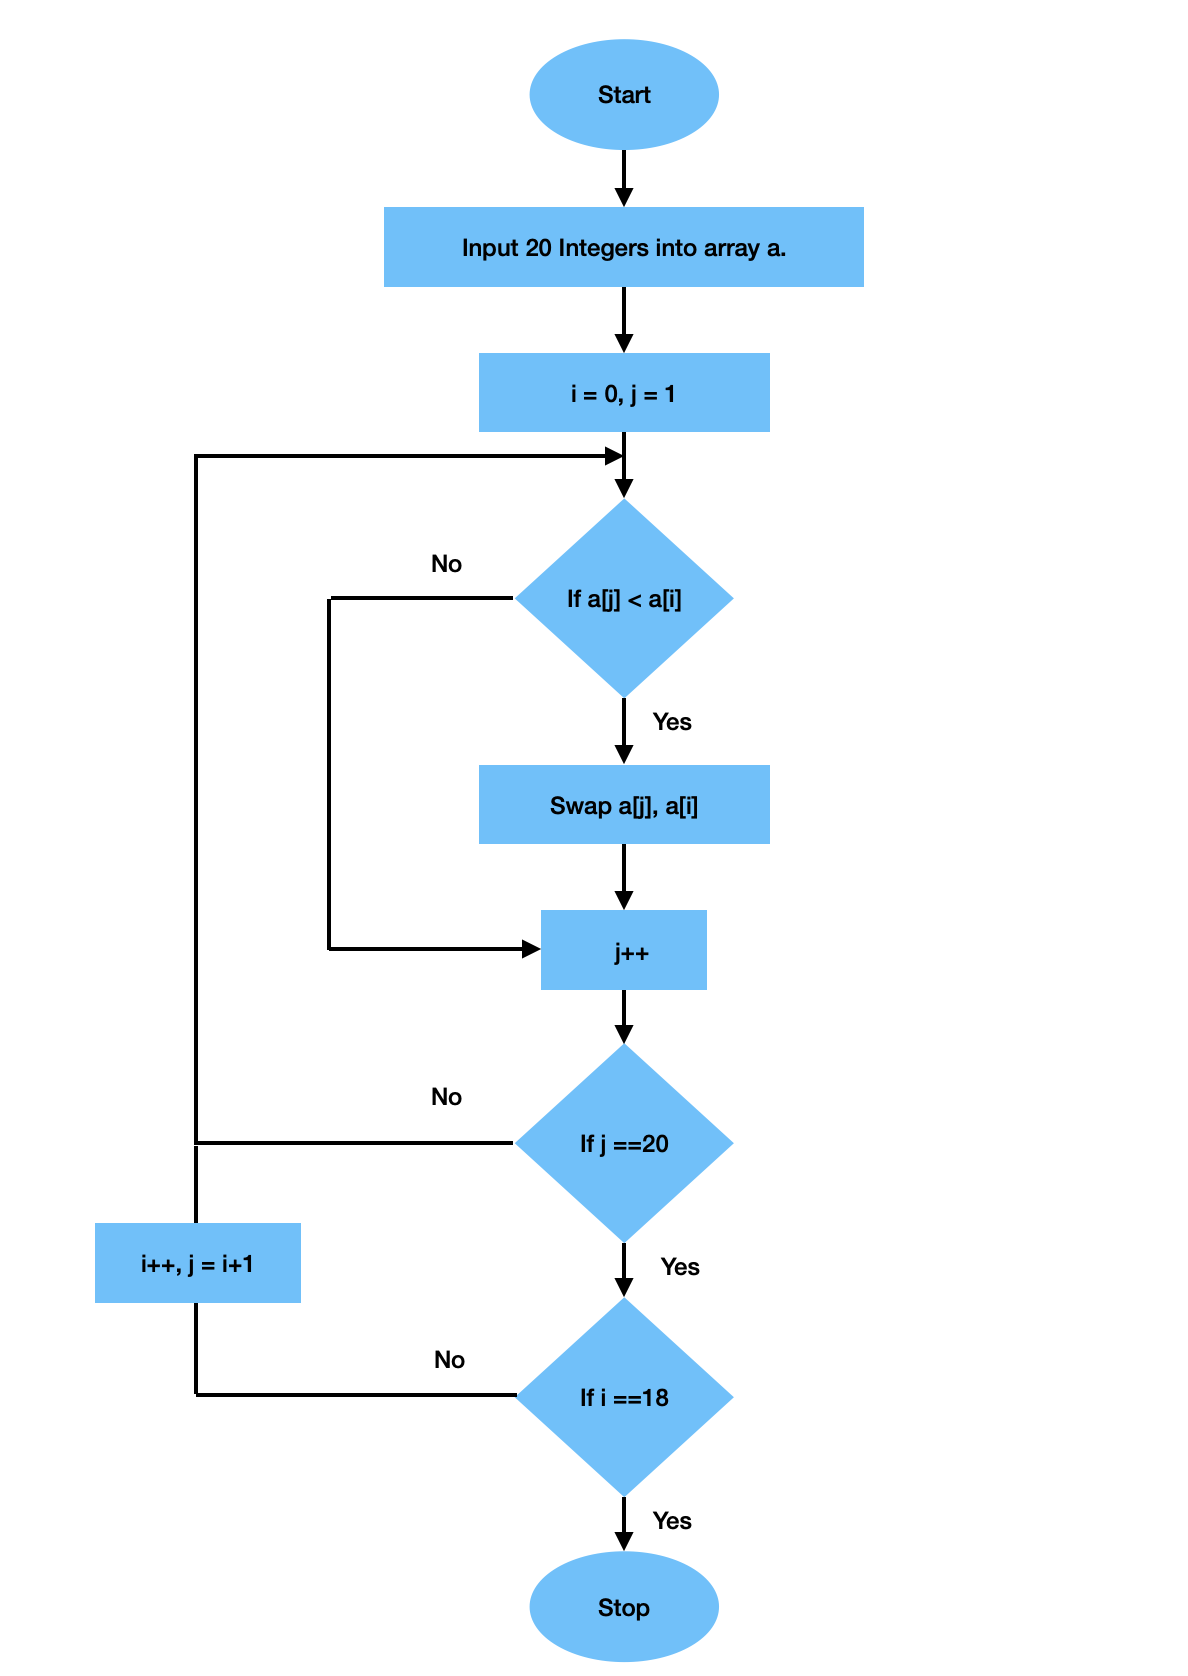 Start
Input 20 Integers into array a.
i = 0, j = 1
No
If a[j] < a[i]
Yes
Swap a[j], a[i]
j++
No
If j ==20
i++, j = i+1
Yes
No
If i ==18
Yes
Stop